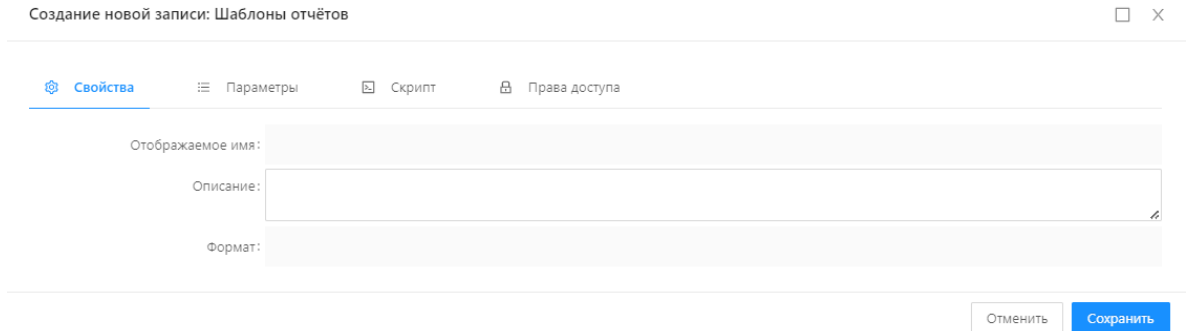 Создание новой записи: Шаблоны отчётов
Свойства Параметры Скрипт Права доступа
Отображаемое имя:
Описание:
Формат:
Отменить Сохранить